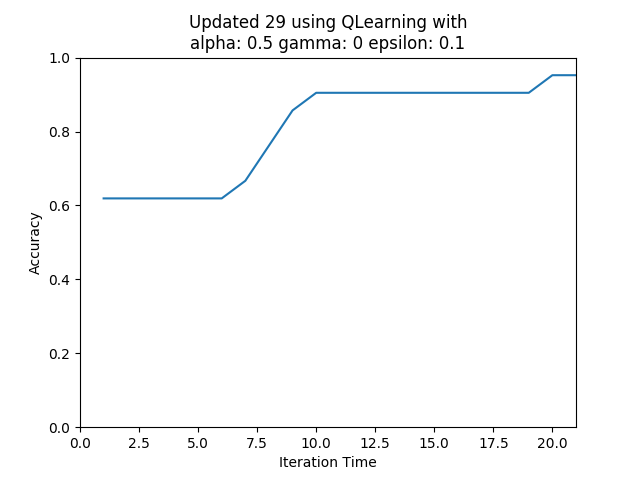 Updated 29 using QLearning with
alpha: 0.5 gamma: 0 epsilon: 0.1
1.0
0.8
0.6
0.4
0.2
0.0
Accuracy
0.0 2.5 5.0 7.5 10.0 12.5 15.0 17.5 20.0
Iteration Time